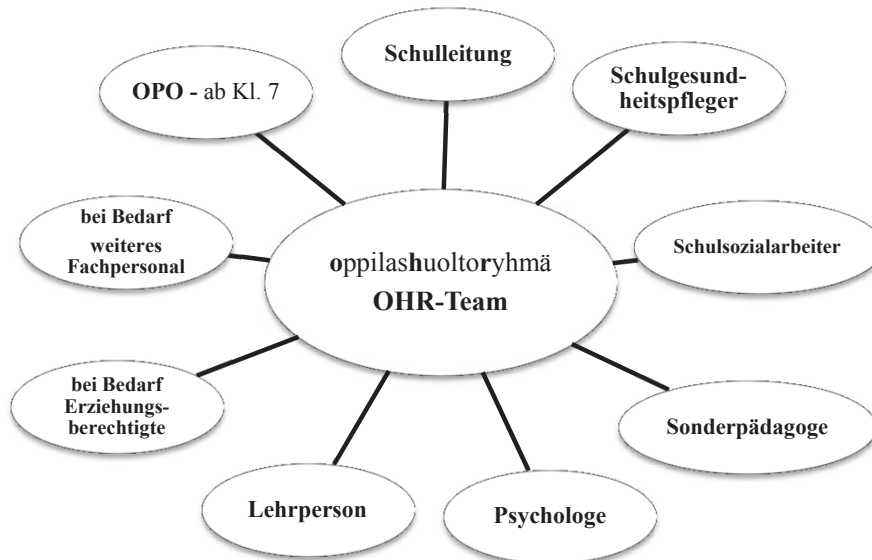 Schulleitung
OPO - ab Kl. 7
Schulgesund-
heitspfleger
bei Bedarf
weiteres
Fachpersonal
oppilashuoltoryhmä
OHR-Team
Schulsozialarbeiter
bei Bedarf
Erziehungs-
berechtigte
Sonderpädagoge
Lehrperson
Psychologe